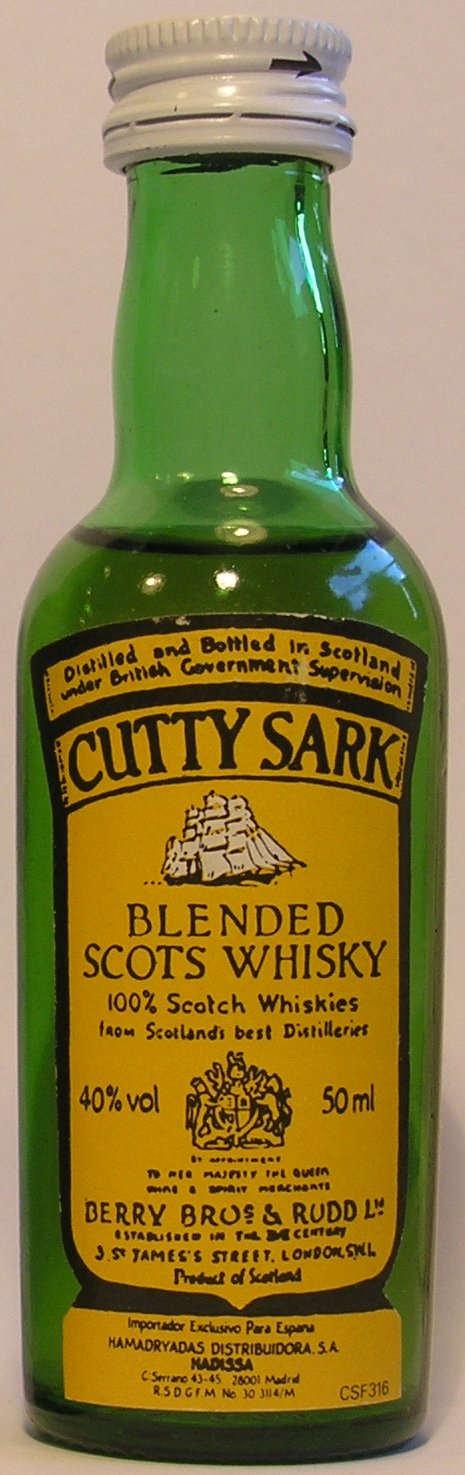 Distilled and Bottled in Scotland
under British Government Supervision
CUTTY SARK
BLENDED
SCOTS WHISKY
100% Scotch Whiskies
from Scotland's best Distilleries
40% vol 50 ml
BY APPOINTMENT
TO HER MAJESTY THE QUEEN
WINE & SPIRIT MERCHANTS
BERRY BROS & RUDD LTD
ESTABLISHED IN THE CENTURY
3, ST JAMES'S STREET, LONDON, S.W.1.
Product of Scotland
Importador Exclusivo Para España
HAMADRYADAS DISTRIBUIDORA, S.A.
HADISSA
C. Serrano 43-45 28001 Madrid
R.S.D.G.F.M. No 30 3114/M
CSF316